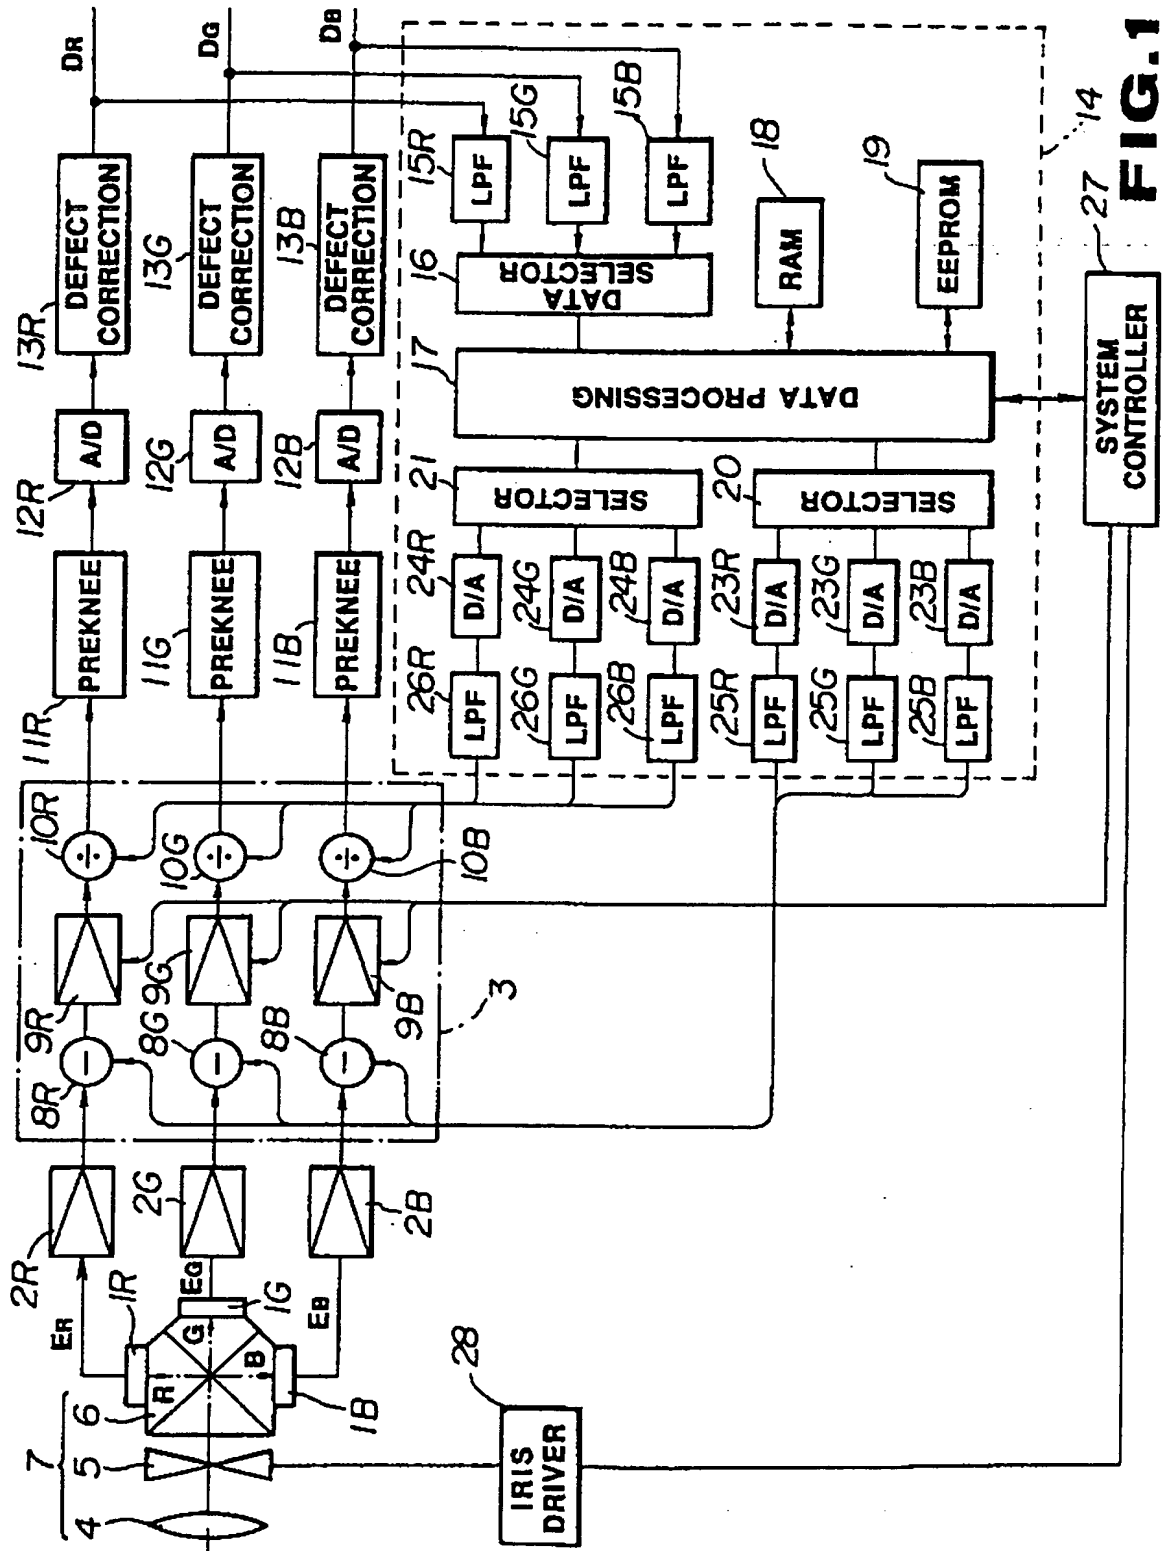 FIG.1
7
4
5
6
1R
1G
1B
R
G
B
ER
EG
EB
2R
2G
2B
3
8R
8G
8B
9R
9G
9B
10R
10G
10B
11R
PREKNEE
11G
PREKNEE
11B
PREKNEE
12R
A/D
12G
A/D
12B
A/D
13R
DEFECT
CORRECTION
13G
DEFECT
CORRECTION
13B
DEFECT
CORRECTION
DR
DG
DB
26R
LPF
26G
LPF
26B
LPF
25R
LPF
25G
LPF
25B
LPF
24R
D/A
24G
D/A
24B
D/A
23R
D/A
23G
D/A
23B
D/A
21
SELECTOR
20
SELECTOR
17
DATA PROCESSING
16
DATA
SELECTOR
15R
LPF
15G
LPF
15B
LPF
18
RAM
19
EEPROM
14
28
IRIS
DRIVER
27
SYSTEM
CONTROLLER